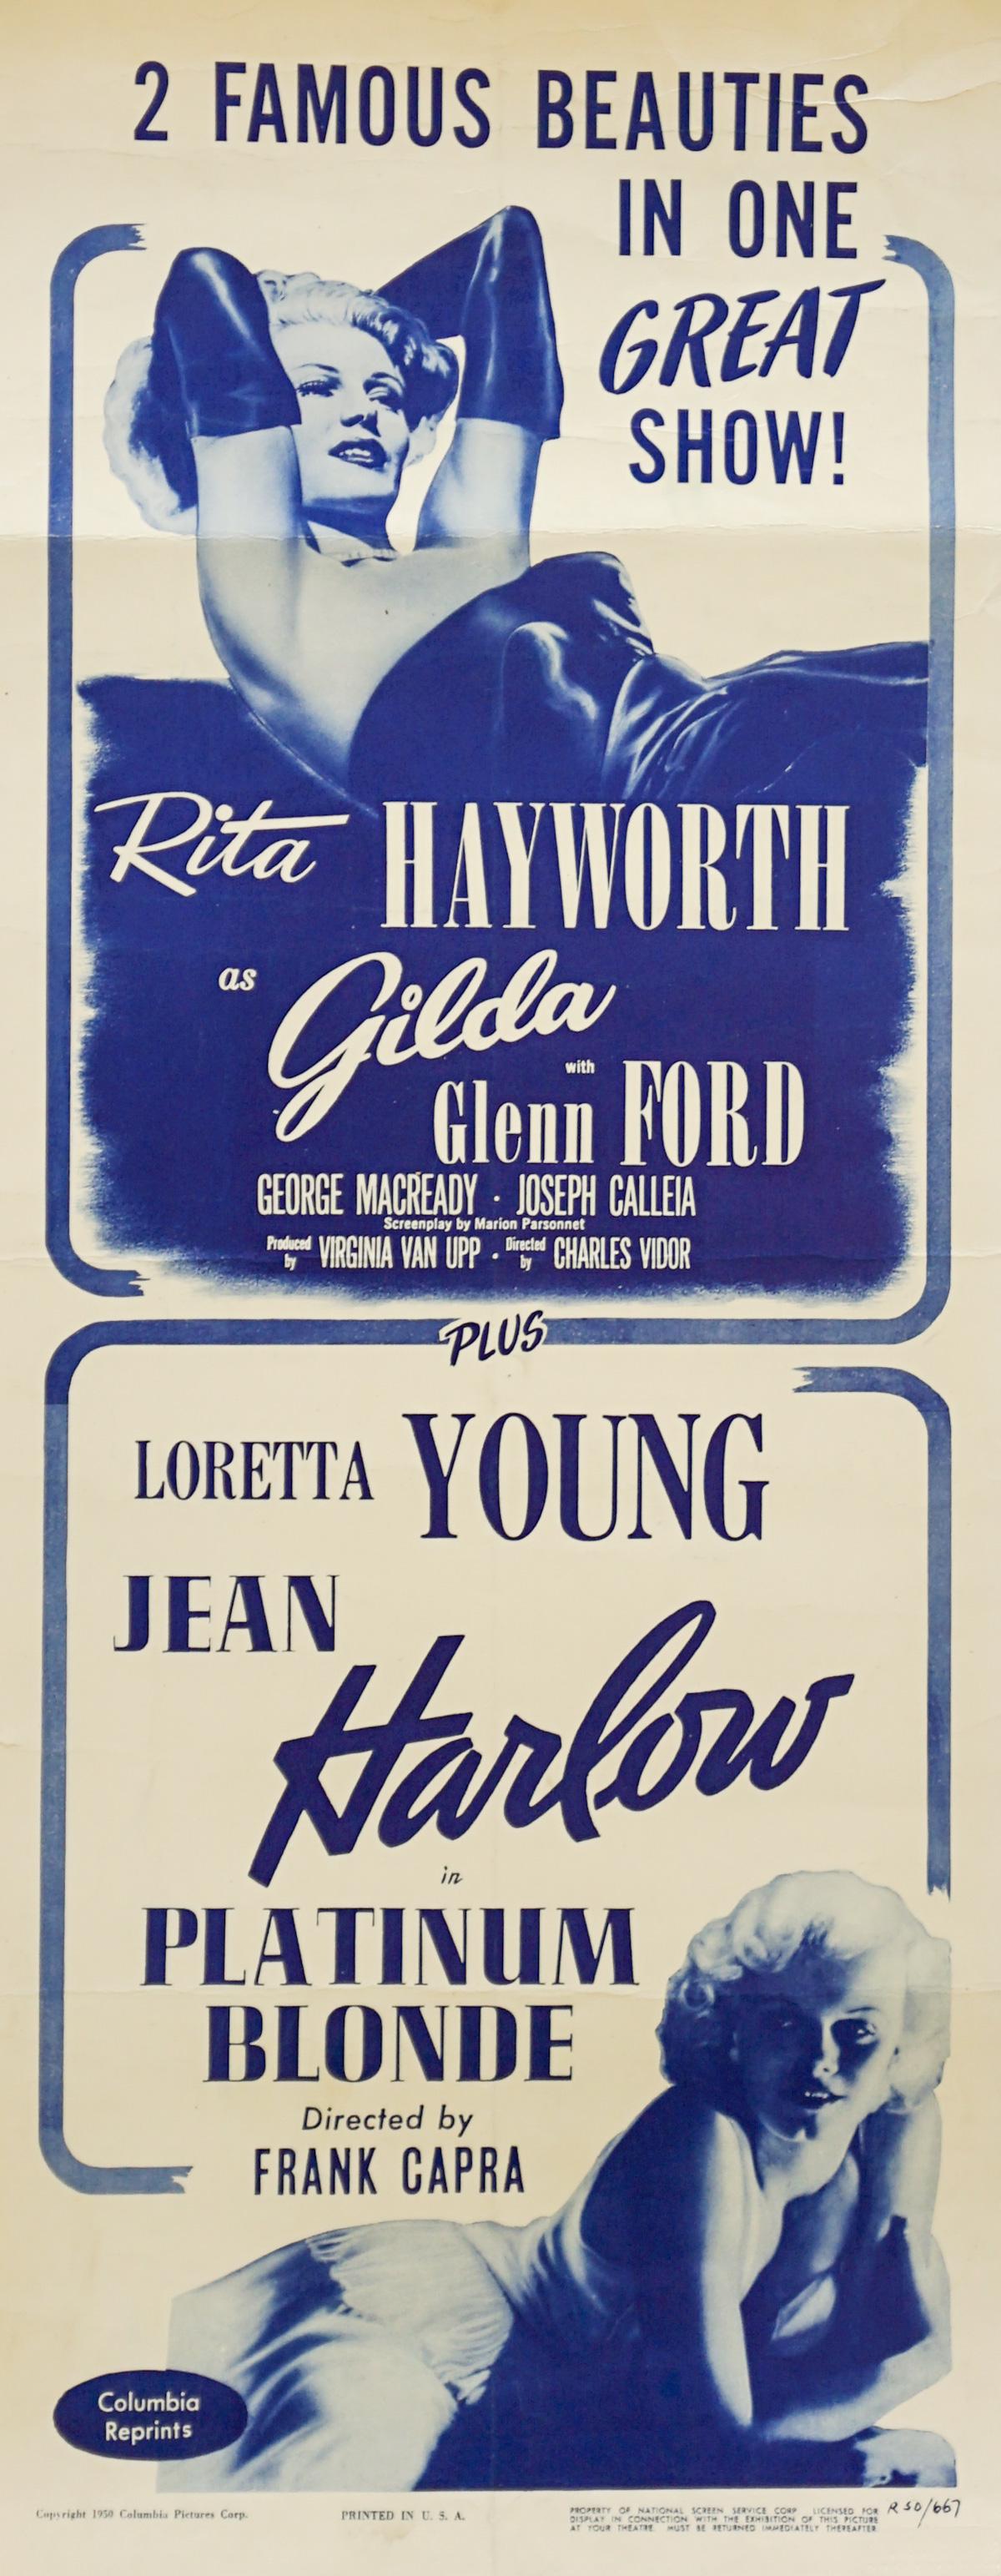 2 FAMOUS BEAUTIES
IN ONE
GREAT
SHOW!
Rita HAYWORTH
as Gilda
with
Glenn FORD
GEORGE MACREADY · JOSEPH CALLEIA
Screenplay by Marion Parsonnet
Produced by VIRGINIA VAN UPP · Directed by CHARLES VIDOR
PLUS
LORETTA YOUNG
JEAN
Harlow
in
PLATINUM
BLONDE
Directed by
FRANK CAPRA
Columbia
Reprints
Copyright 1950 Columbia Pictures Corp.
PRINTED IN U. S. A.
PROPERTY OF NATIONAL SCREEN SERVICE CORP LICENSED FOR
DISPLAY IN CONNECTION WITH THE EXHIBITION OF THIS PICTURE
AT YOUR THEATRE. MUST BE RETURNED IMMEDIATELY THEREAFTER.
R50/667